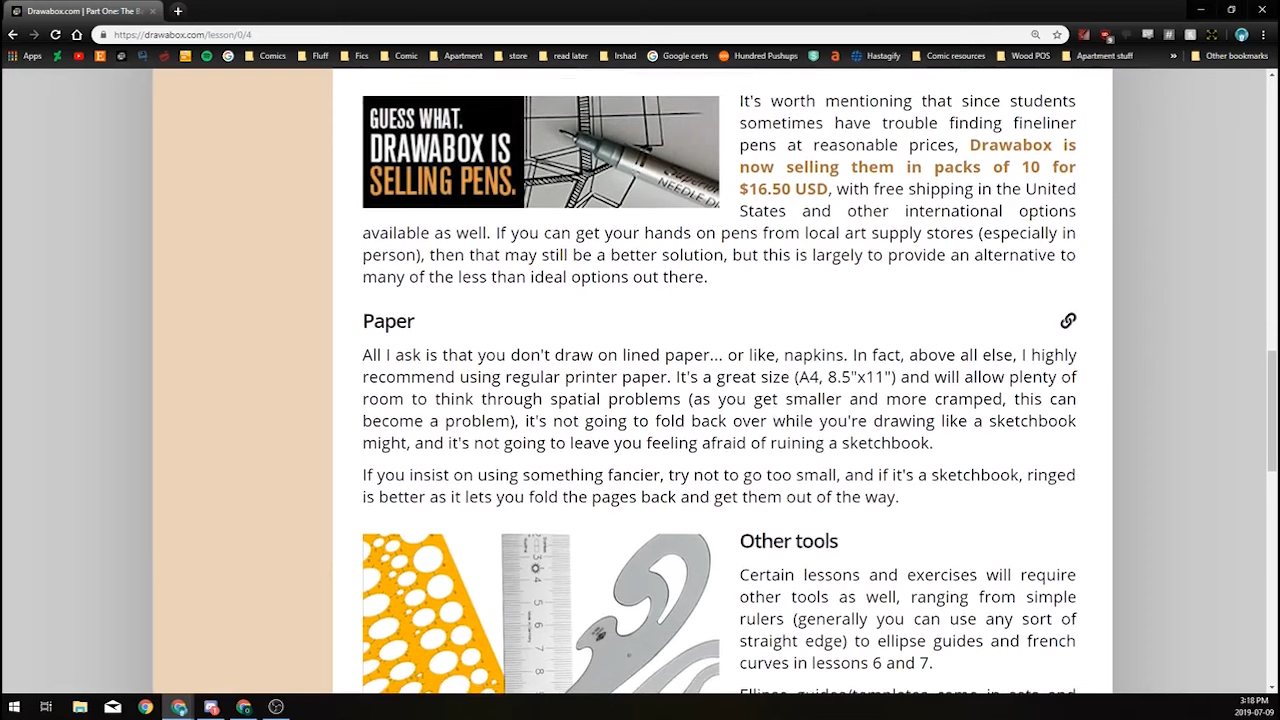 Drawabox.com | Part One: The B
https://drawabox.com/lesson/0/4
Apps
Comics
Fluff
Fics
Comic
Apartment
store
read later
Irshad
Google certs
Hundred Pushups
Hastagify
Comic resources
Wood POS
Apartment stuff
»
Other bookmarks
GUESS WHAT.
DRAWABOX IS
SELLING PENS.
NEEDLE
It's worth mentioning that since students
sometimes have trouble finding fineliner
pens at reasonable prices, Drawabox is
now selling them in packs of 10 for
$16.50 USD, with free shipping in the United
States and other international options
available as well. If you can get your hands on pens from local art supply stores (especially in
person), then that may still be a better solution, but this is largely to provide an alternative to
many of the less than ideal options out there.
Paper
All I ask is that you don't draw on lined paper... or like, napkins. In fact, above all else, I highly
recommend using regular printer paper. It's a great size (A4, 8.5"x11") and will allow plenty of
room to think through spatial problems (as you get smaller and more cramped, this can
become a problem), it's not going to fold back over while you're drawing like a sketchbook
might, and it's not going to leave you feeling afraid of ruining a sketchbook.
If you insist on using something fancier, try not to go too small, and if it's a sketchbook, ringed
is better as it lets you fold the pages back and get them out of the way.
Other tools
Certain lessons and exercises will require
other tools as well, ranging from simple
rulers (generally you can use any sort of
straight edge) to ellipse guides and french
curves in lessons 6 and 7.
Ellipse guides/templates come in sets and
3:18 PM
2019-07-09